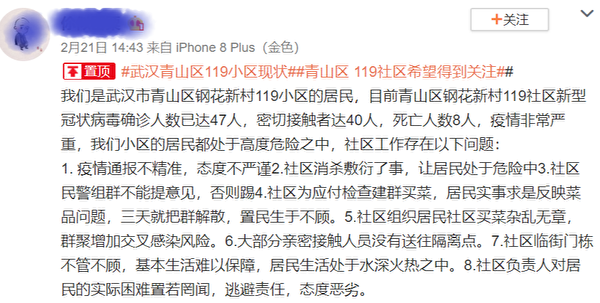 +关注
2月21日 14:43 来自 iPhone 8 Plus（金色）
置顶 #武汉青山区119小区现状##青山区 119社区希望得到关注##
我们是武汉市青山区钢花新村119小区的居民，目前青山区钢花新村119社区新型
冠状病毒确诊人数已达47人，密切接触者达40人，死亡人数8人，疫情非常严
重，我们小区的居民都处于高度危险之中，社区工作存在以下问题：
1. 疫情通报不精准，态度不严谨2.社区消杀敷衍了事，让居民处于危险中3.社区
民警组群不能提意见，否则踢4.社区为应付检查建群买菜，居民实事求是反映菜
品问题，三天就把群解散，置民生于不顾。5.社区组织居民社区买菜杂乱无章，
群聚增加交叉感染风险。6.大部分亲密接触人员没有送往隔离点。7.社区临街门栋
不管不顾，基本生活难以保障，居民生活处于水深火热之中。8.社区负责人对居
民的实际困难置若罔闻，逃避责任，态度恶劣。